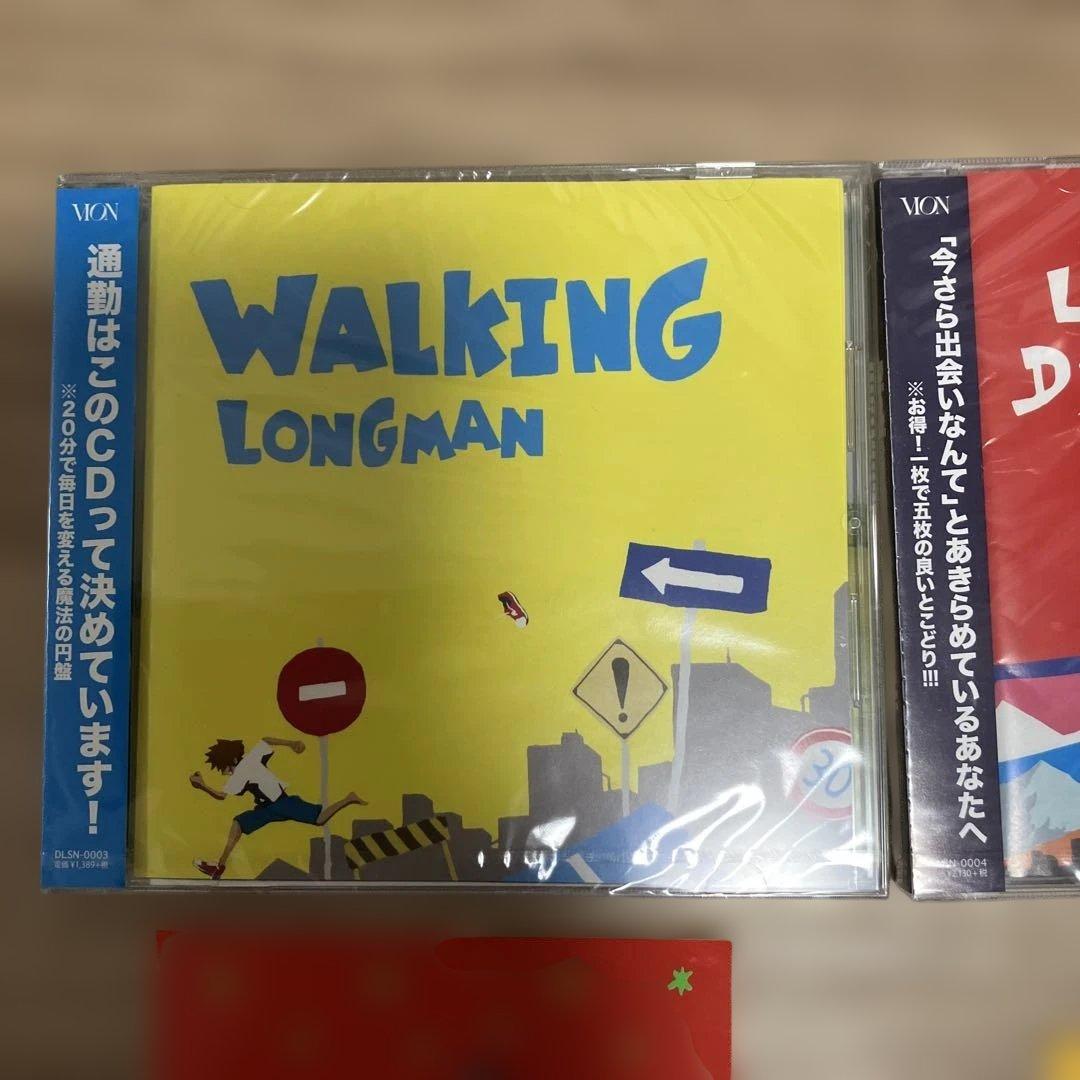 VION
通勤はこのCDって決めています！
※20分で毎日を変える魔法の円盤
DLSN-0003
定価 ¥1,389+税
WALKING
LONGMAN
30
VION
「今さら出会いなんて」とあきらめているあなたへ
※お得！一枚で五枚の良いとこどり!!!
-0004
¥2,130+税
L
D